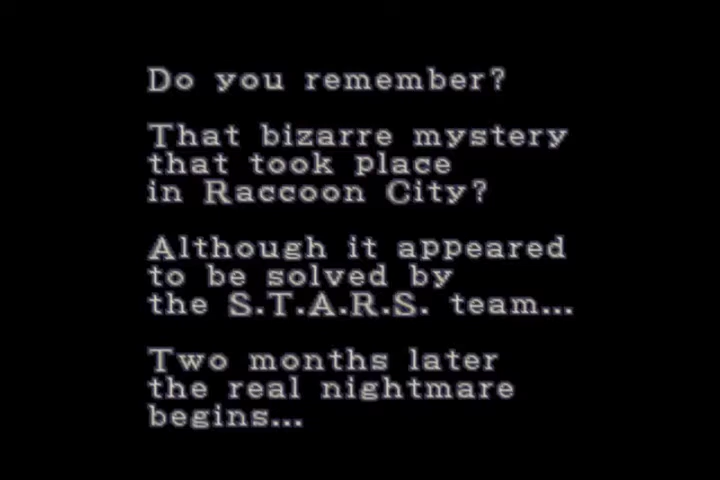 Do you remember?
That bizarre mystery
that took place
in Raccoon City?
Although it appeared
to be solved by
the S.T.A.R.S. team...
Two months later
the real nightmare
begins...